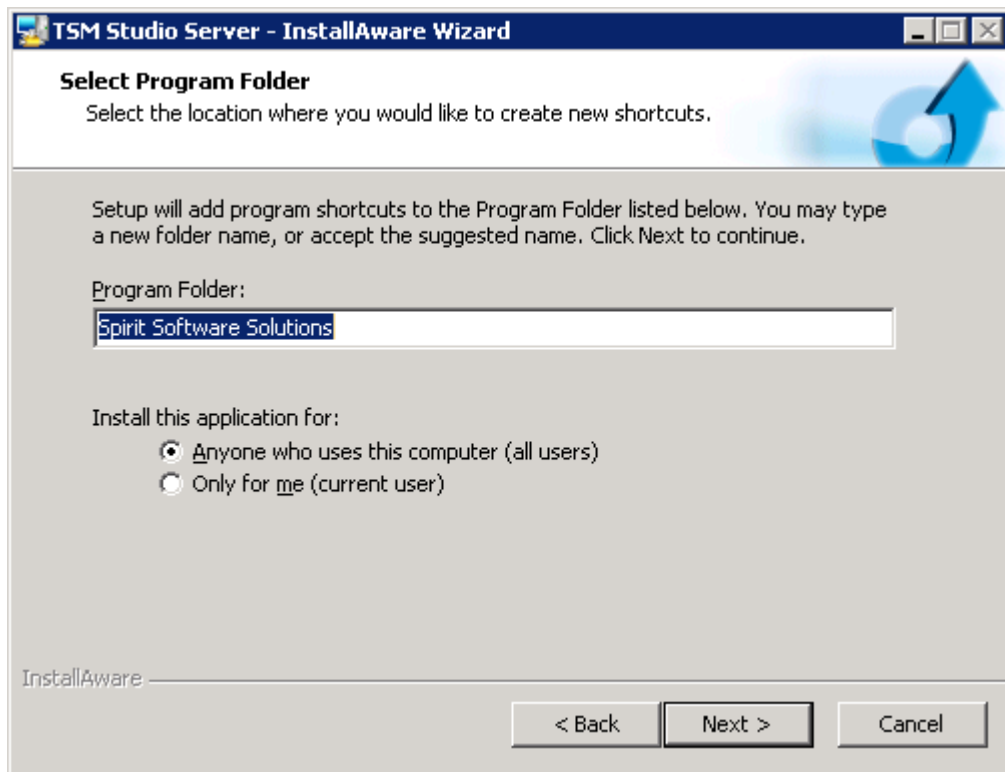 TSM Studio Server - InstallAware Wizard
Select Program Folder
Select the location where you would like to create new shortcuts.
Setup will add program shortcuts to the Program Folder listed below. You may type
a new folder name, or accept the suggested name. Click Next to continue.
Program Folder:
Spirit Software Solutions
Install this application for:
Anyone who uses this computer (all users)
Only for me (current user)
InstallAware
< Back
Next >
Cancel